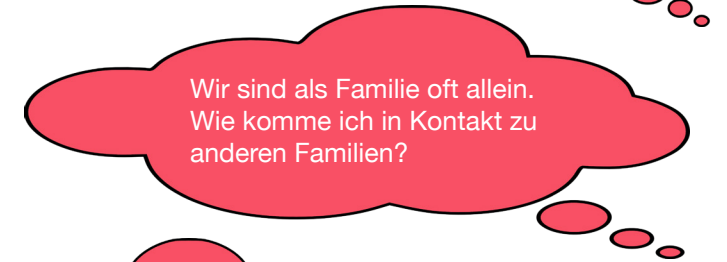 Wir sind als Familie oft allein.
Wie komme ich in Kontakt zu
anderen Familien?